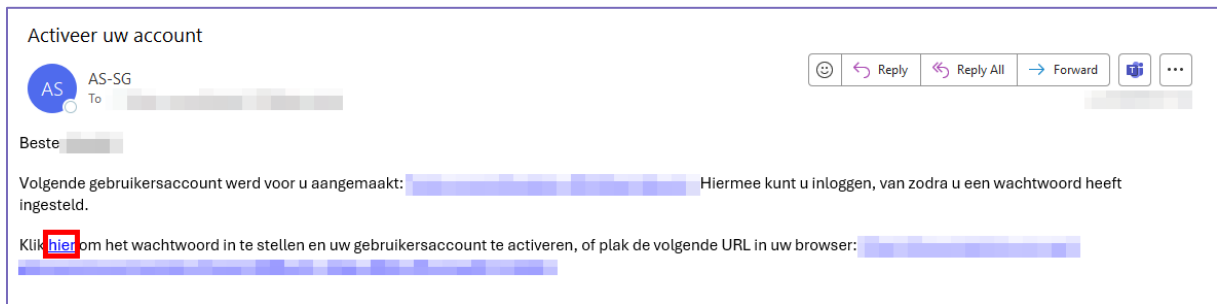 Activeer uw account
AS
AS-SG
To
Reply
Reply All
Forward
Beste
Volgende gebruikersaccount werd voor u aangemaakt: Hiermee kunt u inloggen, van zodra u een wachtwoord heeft
ingesteld.
Klik hier om het wachtwoord in te stellen en uw gebruikersaccount te activeren, of plak de volgende URL in uw browser: